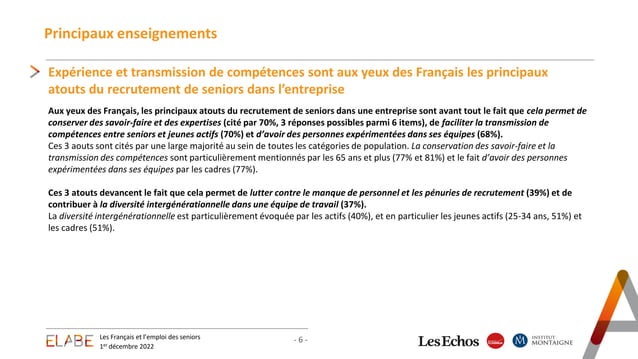 Principaux enseignements
Expérience et transmission de compétences sont aux yeux des Français les principaux
atouts du recrutement de seniors dans l’entreprise
Aux yeux des Français, les principaux atouts du recrutement de seniors dans une entreprise sont avant tout le fait que cela permet de
conserver des savoir-faire et des expertises (cité par 70%, 3 réponses possibles parmi 6 items), de faciliter la transmission de
compétences entre seniors et jeunes actifs (70%) et d’avoir des personnes expérimentées dans ses équipes (68%).
Ces 3 aouts sont cités par une large majorité au sein de toutes les catégories de population. La conservation des savoir-faire et la
transmission des compétences sont particulièrement mentionnés par les 65 ans et plus (77% et 81%) et le fait d’avoir des personnes
expérimentées dans ses équipes par les cadres (77%).
Ces 3 atouts devancent le fait que cela permet de lutter contre le manque de personnel et les pénuries de recrutement (39%) et de
contribuer à la diversité intergénérationnelle dans une équipe de travail (37%).
La diversité intergénérationnelle est particulièrement évoquée par les actifs (40%), et en particulier les jeunes actifs (25-34 ans, 51%) et
les cadres (51%).
ELABE
Les Français et l’emploi des seniors
1er décembre 2022
- 6 -
Les Echos
M
INSTITUT
MONTAIGNE